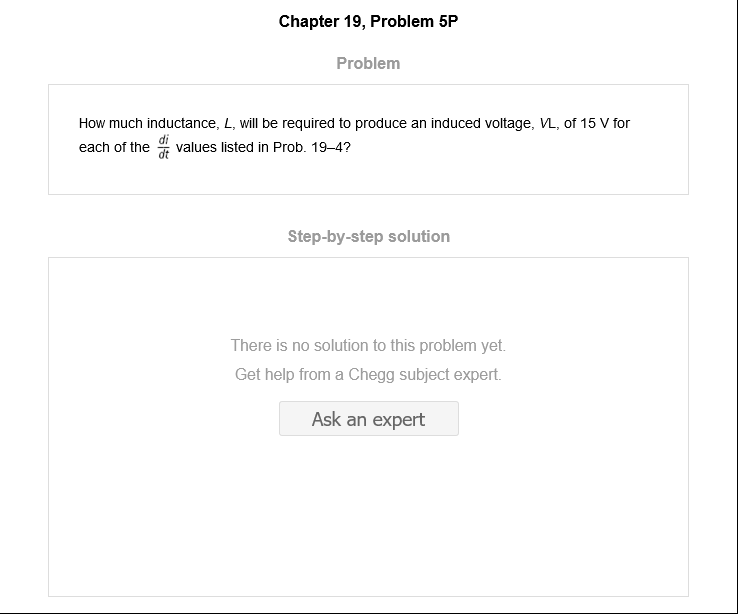 Chapter 19, Problem 5P
Problem
How much inductance, L, will be required to produce an induced voltage, VL, of 15 V for
each of the di/dt values listed in Prob. 19–4?
Step-by-step solution
There is no solution to this problem yet.
Get help from a Chegg subject expert.
Ask an expert